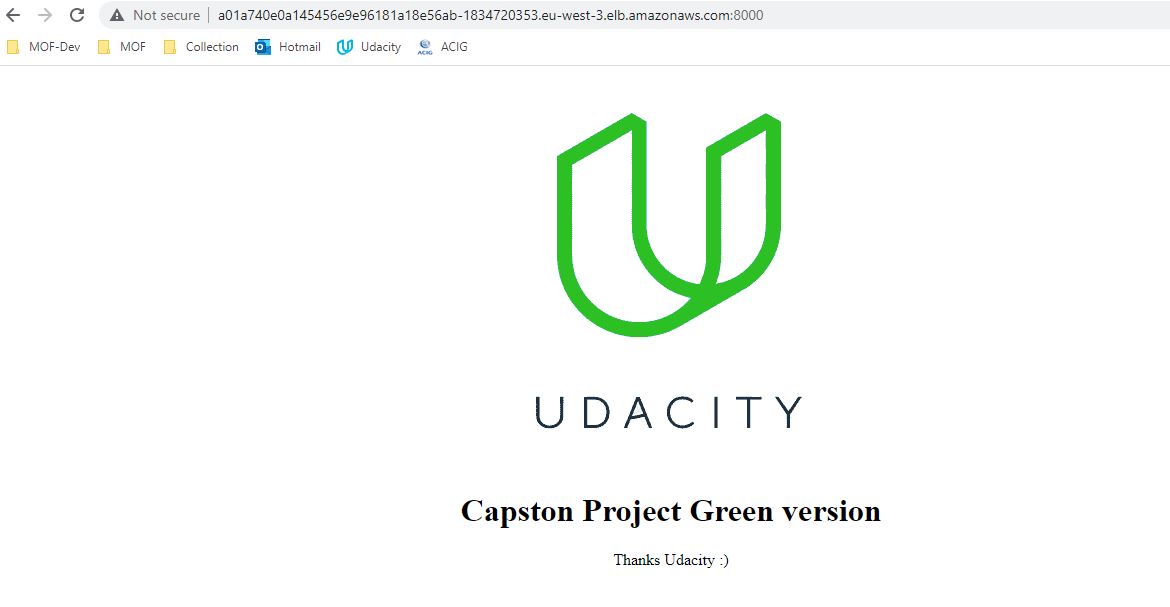 Not secure
a01a740e0a145456e9e96181a18e56ab-1834720353.eu-west-3.elb.amazonaws.com:8000
MOF-Dev MOF Collection Hotmail Udacity ACIG ACIG
UDACITY
Capston Project Green version
Thanks Udacity :)